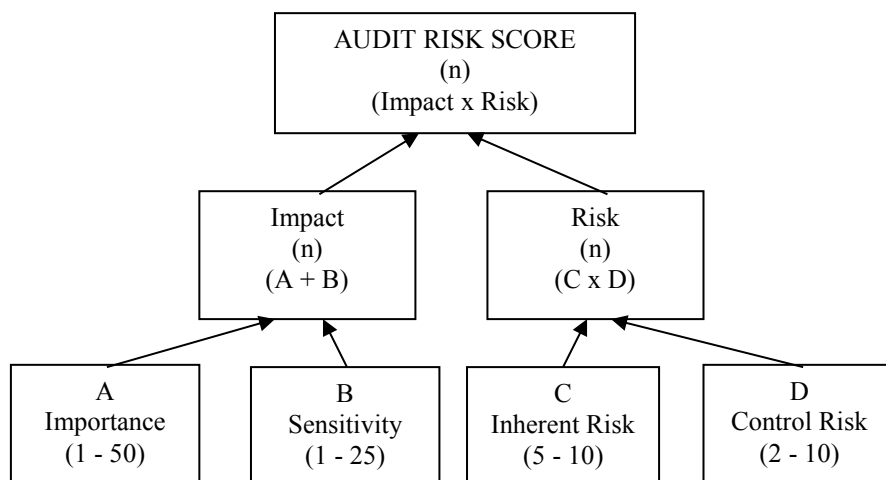 AUDIT RISK SCORE
(n)
(Impact x Risk)
Impact
(n)
(A + B)
Risk
(n)
(C x D)
A
Importance
(1 - 50)
B
Sensitivity
(1 - 25)
C
Inherent Risk
(5 - 10)
D
Control Risk
(2 - 10)